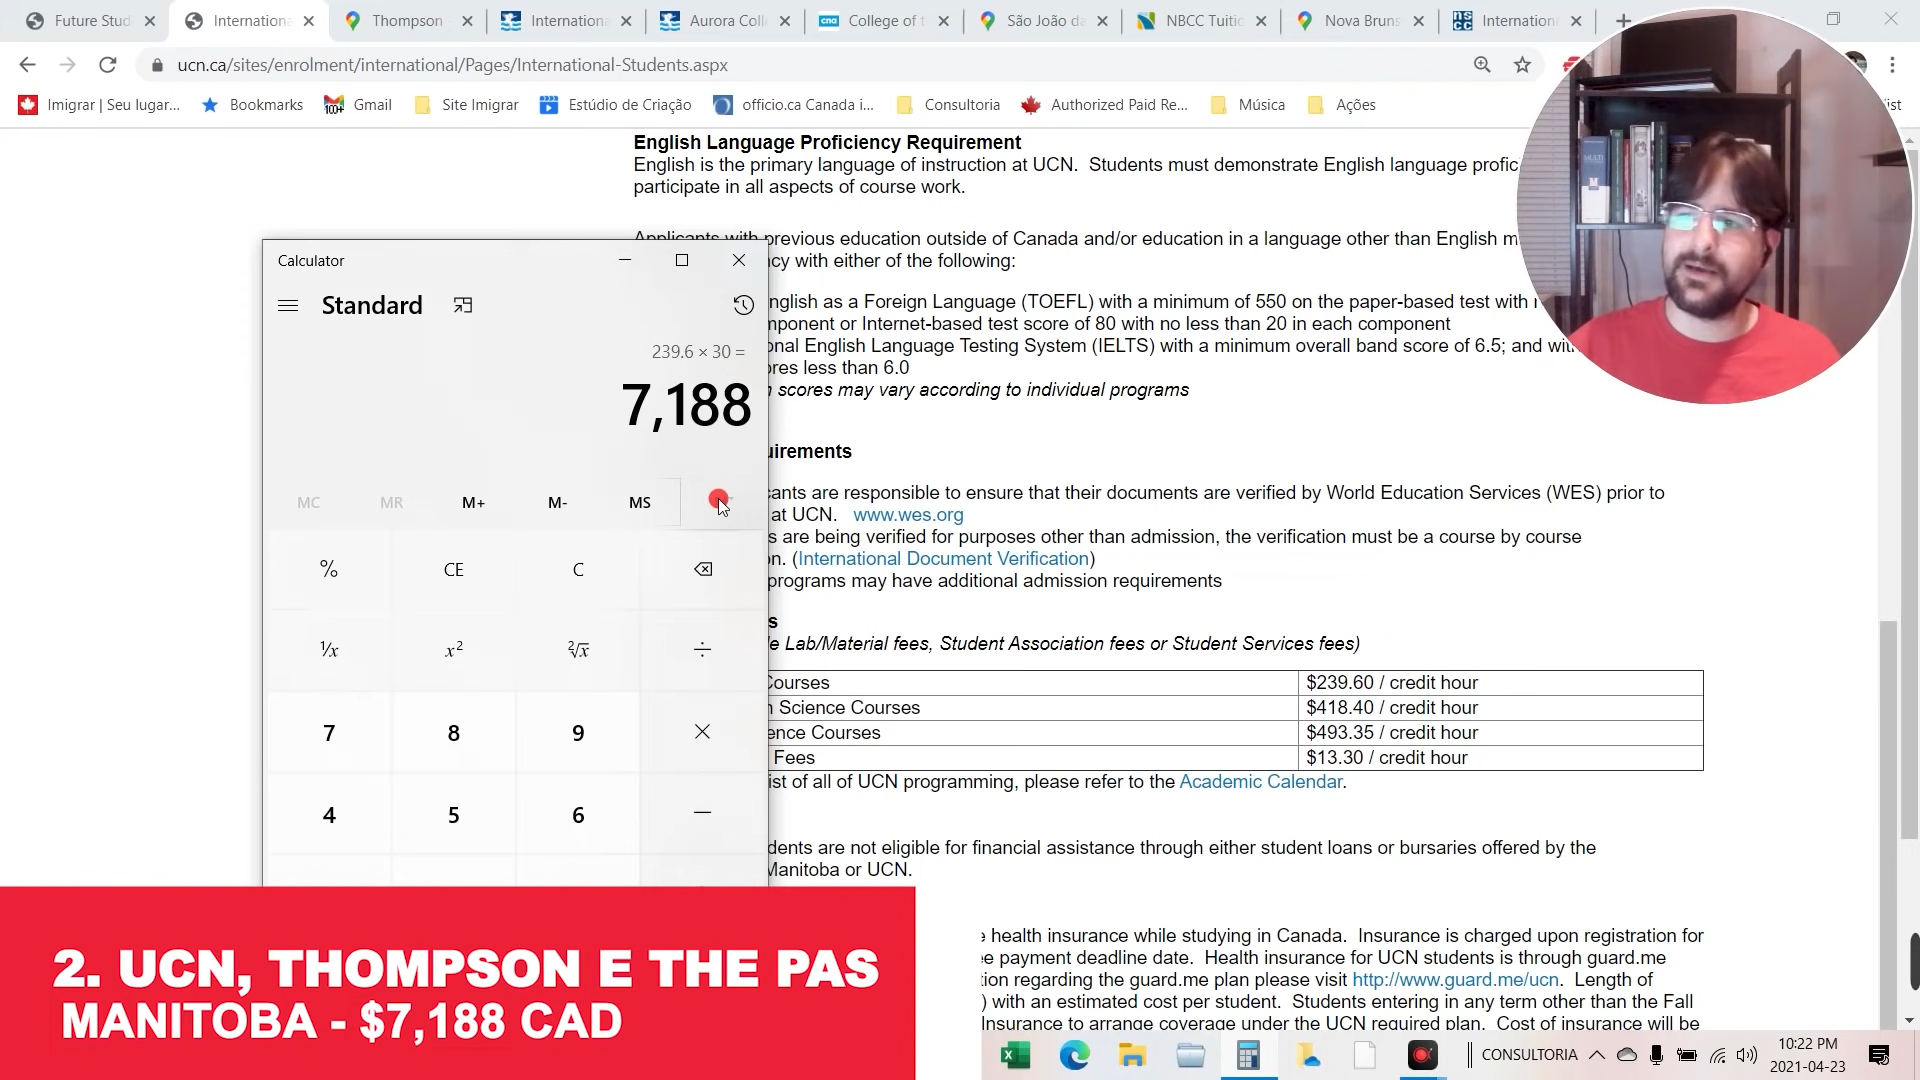 Future Stud
Internationa
Thompson
Internationa
Aurora Coll
College of t
São João da
NBCC Tuitio
Nova Bruns
Internationa
ucn.ca/sites/enrolment/international/Pages/International-Students.aspx
Imigrar | Seu lugar...
Bookmarks
Gmail
Site Imigrar
Estúdio de Criação
officio.ca Canada i...
Consultoria
Authorized Paid Re...
Música
Ações
English Language Proficiency Requirement
English is the primary language of instruction at UCN. Students must demonstrate English language profic
participate in all aspects of course work.
Applicants with previous education outside of Canada and/or education in a language other than English m
cy with either of the following:
nglish as a Foreign Language (TOEFL) with a minimum of 550 on the paper-based test with
mponent or Internet-based test score of 80 with no less than 20 in each component
onal English Language Testing System (IELTS) with a minimum overall band score of 6.5; and wit
ores less than 6.0
scores may vary according to individual programs
uirements
cants are responsible to ensure that their documents are verified by World Education Services (WES) prior to
at UCN. www.wes.org
s are being verified for purposes other than admission, the verification must be a course by course
n. (International Document Verification)
programs may have additional admission requirements
s
e Lab/Material fees, Student Association fees or Student Services fees)
Courses $239.60 / credit hour
n Science Courses $418.40 / credit hour
ence Courses $493.35 / credit hour
Fees $13.30 / credit hour
ist of all of UCN programming, please refer to the Academic Calendar.
dents are not eligible for financial assistance through either student loans or bursaries offered by the
Manitoba or UCN.
e health insurance while studying in Canada. Insurance is charged upon registration for
ee payment deadline date. Health insurance for UCN students is through guard.me
tion regarding the guard.me plan please visit http://www.guard.me/ucn. Length of
) with an estimated cost per student. Students entering in any term other than the Fall
Insurance to arrange coverage under the UCN required plan. Cost of insurance will be
Calculator
Standard
239.6 × 30 =
7,188
MC MR M+ M- MS
% CE C
¹/x x² ²√x ÷
7 8 9 ×
4 5 6 −
2. UCN, THOMPSON E THE PAS
MANITOBA - $7,188 CAD
CONSULTORIA
10:22 PM
2021-04-23